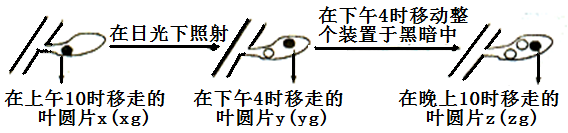 在日光下照射
在下午4时移动整
个装置于黑暗中
在上午10时移走的
叶圆片x(xg)
在下午4时移走的
叶圆片y(yg)
在晚上10时移走的
叶圆片z(zg)